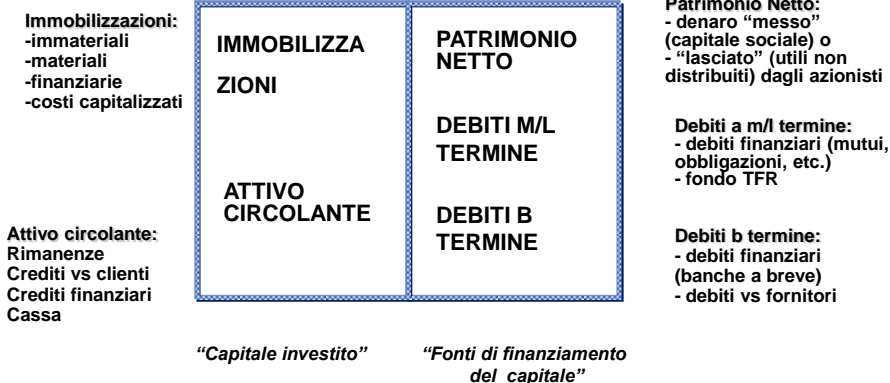 Immobilizzazioni:
-immateriali
-materiali
-finanziarie
-costi capitalizzati
Attivo circolante:
Rimanenze
Crediti vs clienti
Crediti finanziari
Cassa
IMMOBILIZZA
ZIONI
ATTIVO
CIRCOLANTE
PATRIMONIO
NETTO
DEBITI M/L
TERMINE
DEBITI B
TERMINE
Patrimonio Netto:
- denaro “messo”
(capitale sociale) o
- “lasciato” (utili non
distribuiti) dagli azionisti
Debiti a m/l termine:
- debiti finanziari (mutui,
obbligazioni, etc.)
- fondo TFR
Debiti b termine:
- debiti finanziari
(banche a breve)
- debiti vs fornitori
“Capitale investito”
“Fonti di finanziamento
del capitale”